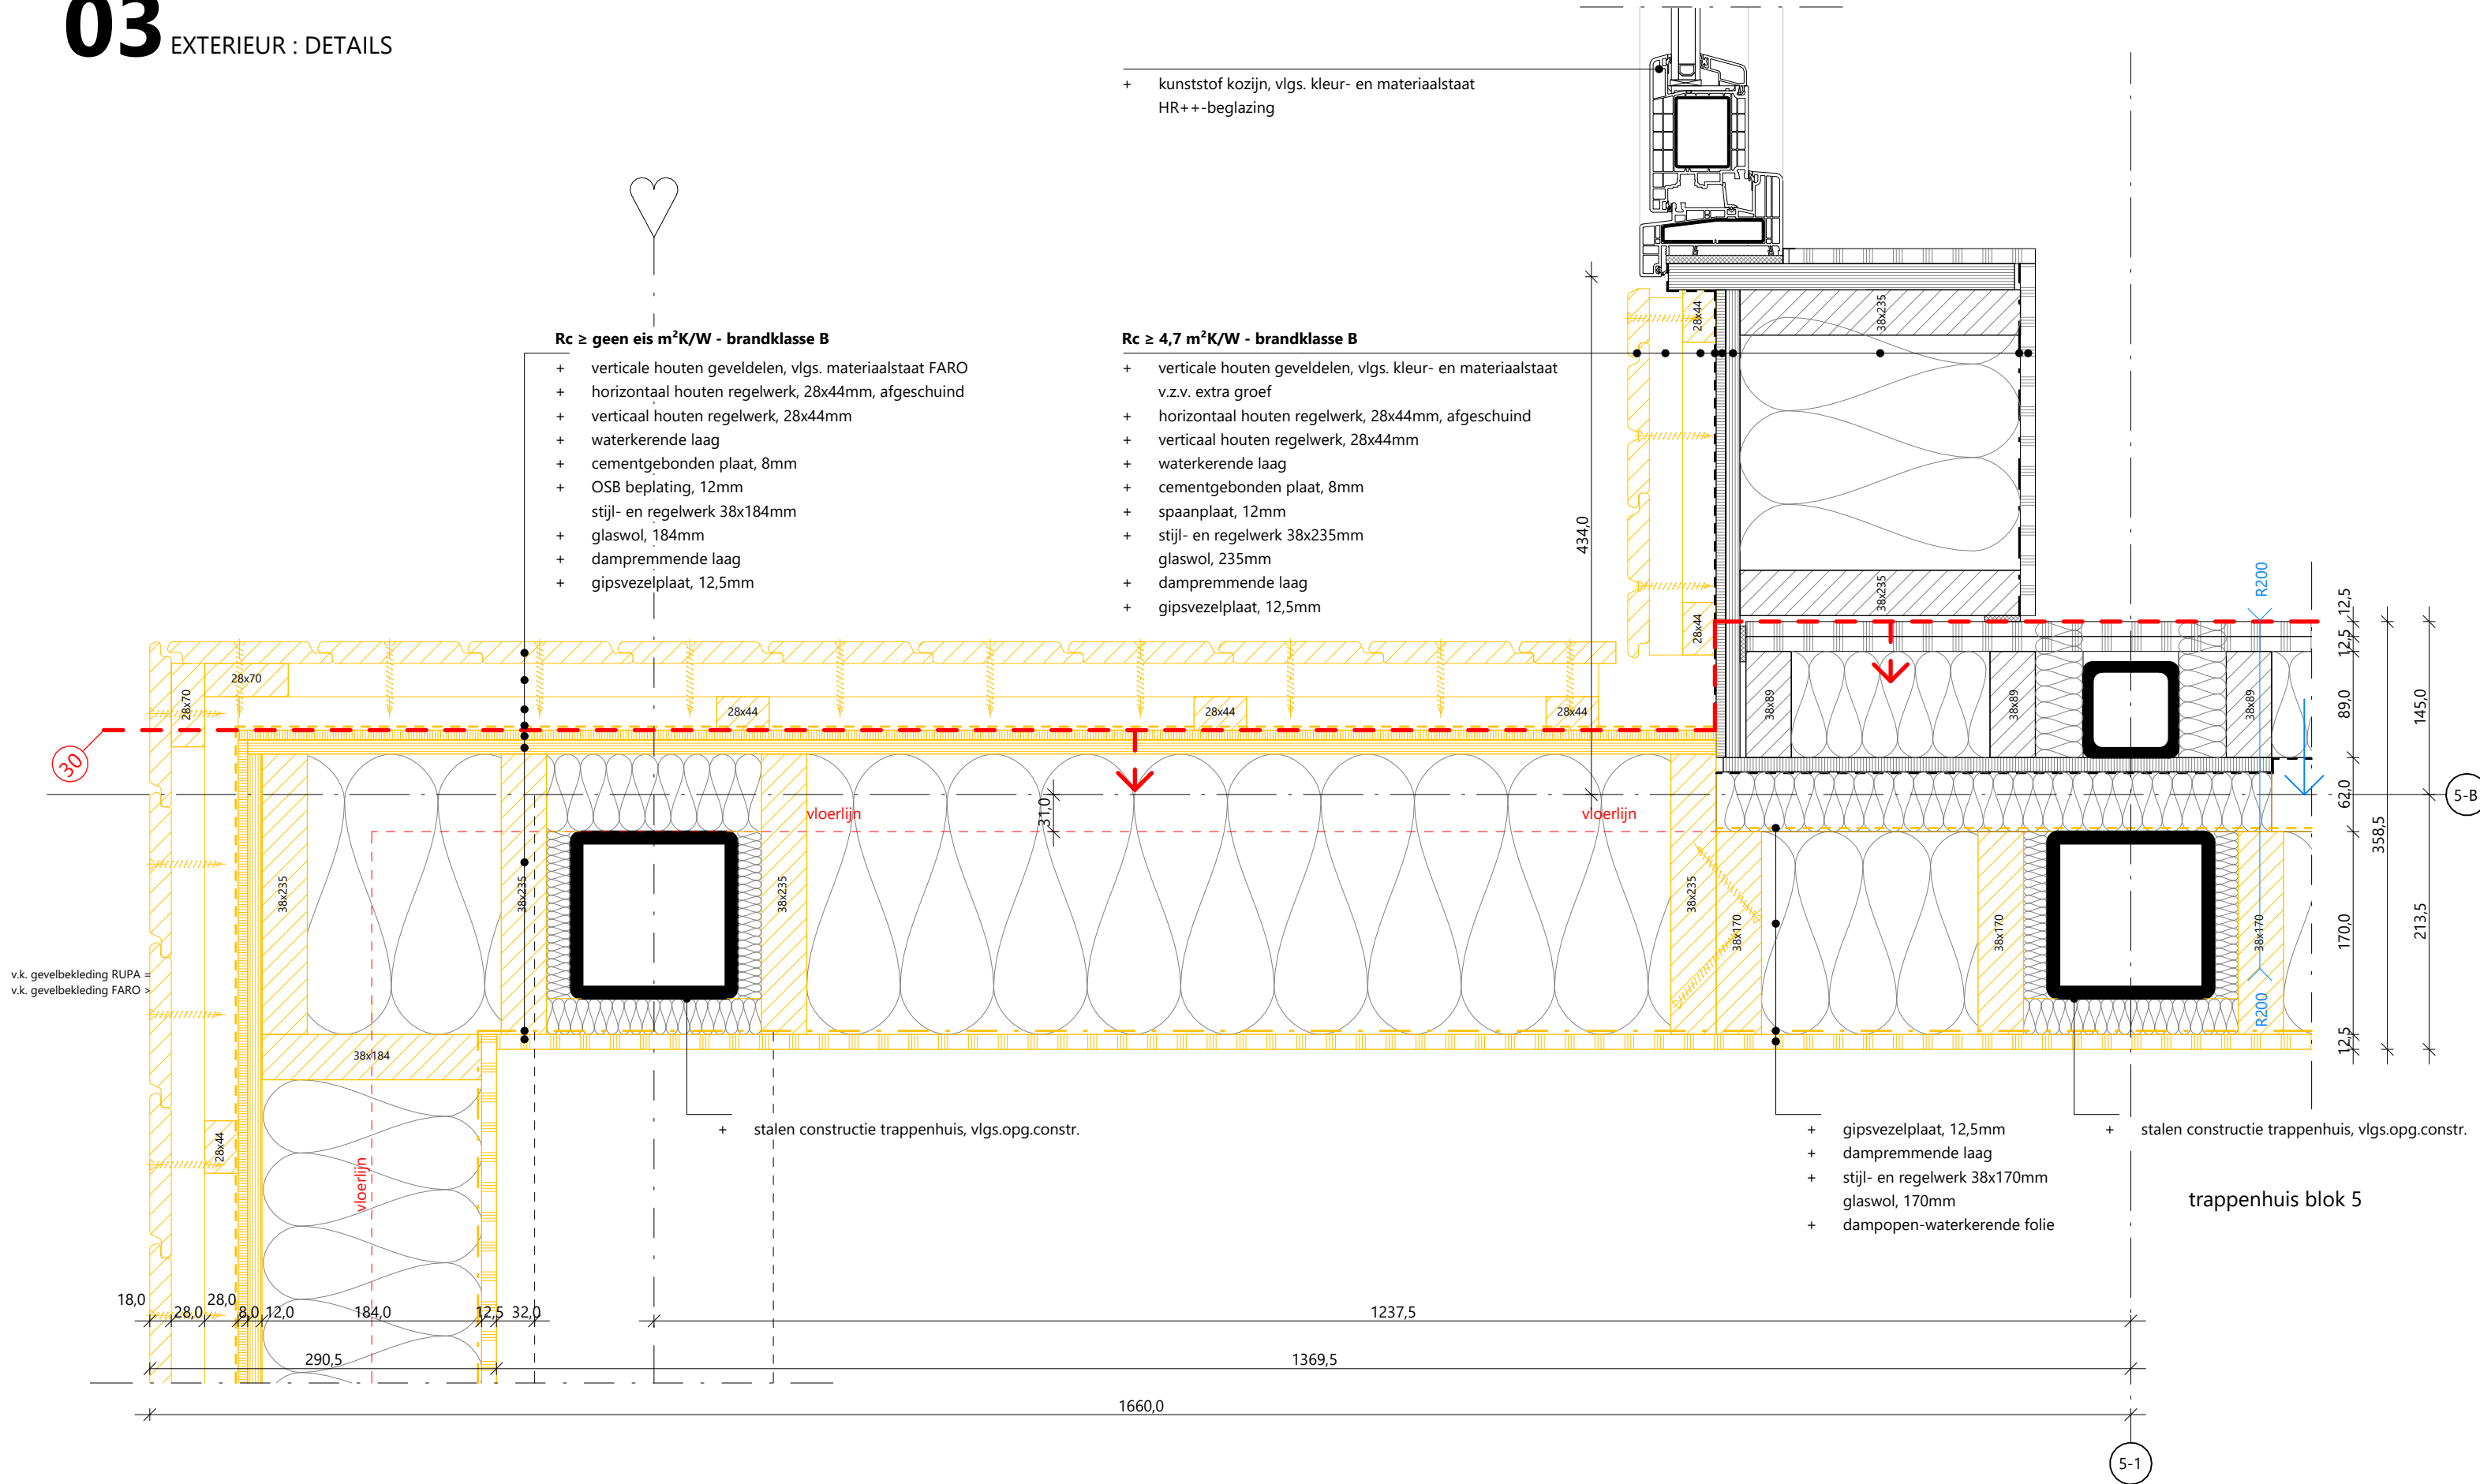 03 EXTERIEUR : DETAILS
+ kunststof kozijn, vlgs. kleur- en materiaalstaat
HR++-beglazing
Rc ≥ geen eis m²K/W - brandklasse B
+ verticale houten geveldelen, vlgs. materiaalstaat FARO
+ horizontaal houten regelwerk, 28x44mm, afgeschuind
+ verticaal houten regelwerk, 28x44mm
+ waterkerende laag
+ cementgebonden plaat, 8mm
+ OSB beplating, 12mm
stijl- en regelwerk 38x184mm
+ glaswol, 184mm
+ dampremmende laag
+ gipsvezelplaat, 12,5mm
Rc ≥ 4,7 m²K/W - brandklasse B
+ verticale houten geveldelen, vlgs. kleur- en materiaalstaat
v.z.v. extra groef
+ horizontaal houten regelwerk, 28x44mm, afgeschuind
+ verticaal houten regelwerk, 28x44mm
+ waterkerende laag
+ cementgebonden plaat, 8mm
+ spaanplaat, 12mm
+ stijl- en regelwerk 38x235mm
glaswol, 235mm
+ dampremmende laag
+ gipsvezelplaat, 12,5mm
434,0
28x44
38x235
28x44
38x235
R200
12,5
12,5
89,0
145,0
62,0
358,5
170,0
213,5
12,5
5-B
28x70
28x70
28x44
28x44
28x44
38x89
38x89
38x89
30
31,0
vloerlijn
vloerlijn
38x235
38x235
38x235
38x235
38x170
38x170
38x170
R200
v.k. gevelbekleding RUPA =
v.k. gevelbekleding FARO >
38x184
28x44
vloerlijn
+ stalen constructie trappenhuis, vlgs.opg.constr.
+ gipsvezelplaat, 12,5mm
+ dampremmende laag
+ stijl- en regelwerk 38x170mm
glaswol, 170mm
+ dampopen-waterkerende folie
+ stalen constructie trappenhuis, vlgs.opg.constr.
trappenhuis blok 5
18,0 28,0 28,0 8,0 12,0 184,0 12,5 32,0 1237,5
290,5 1369,5
1660,0
5-1